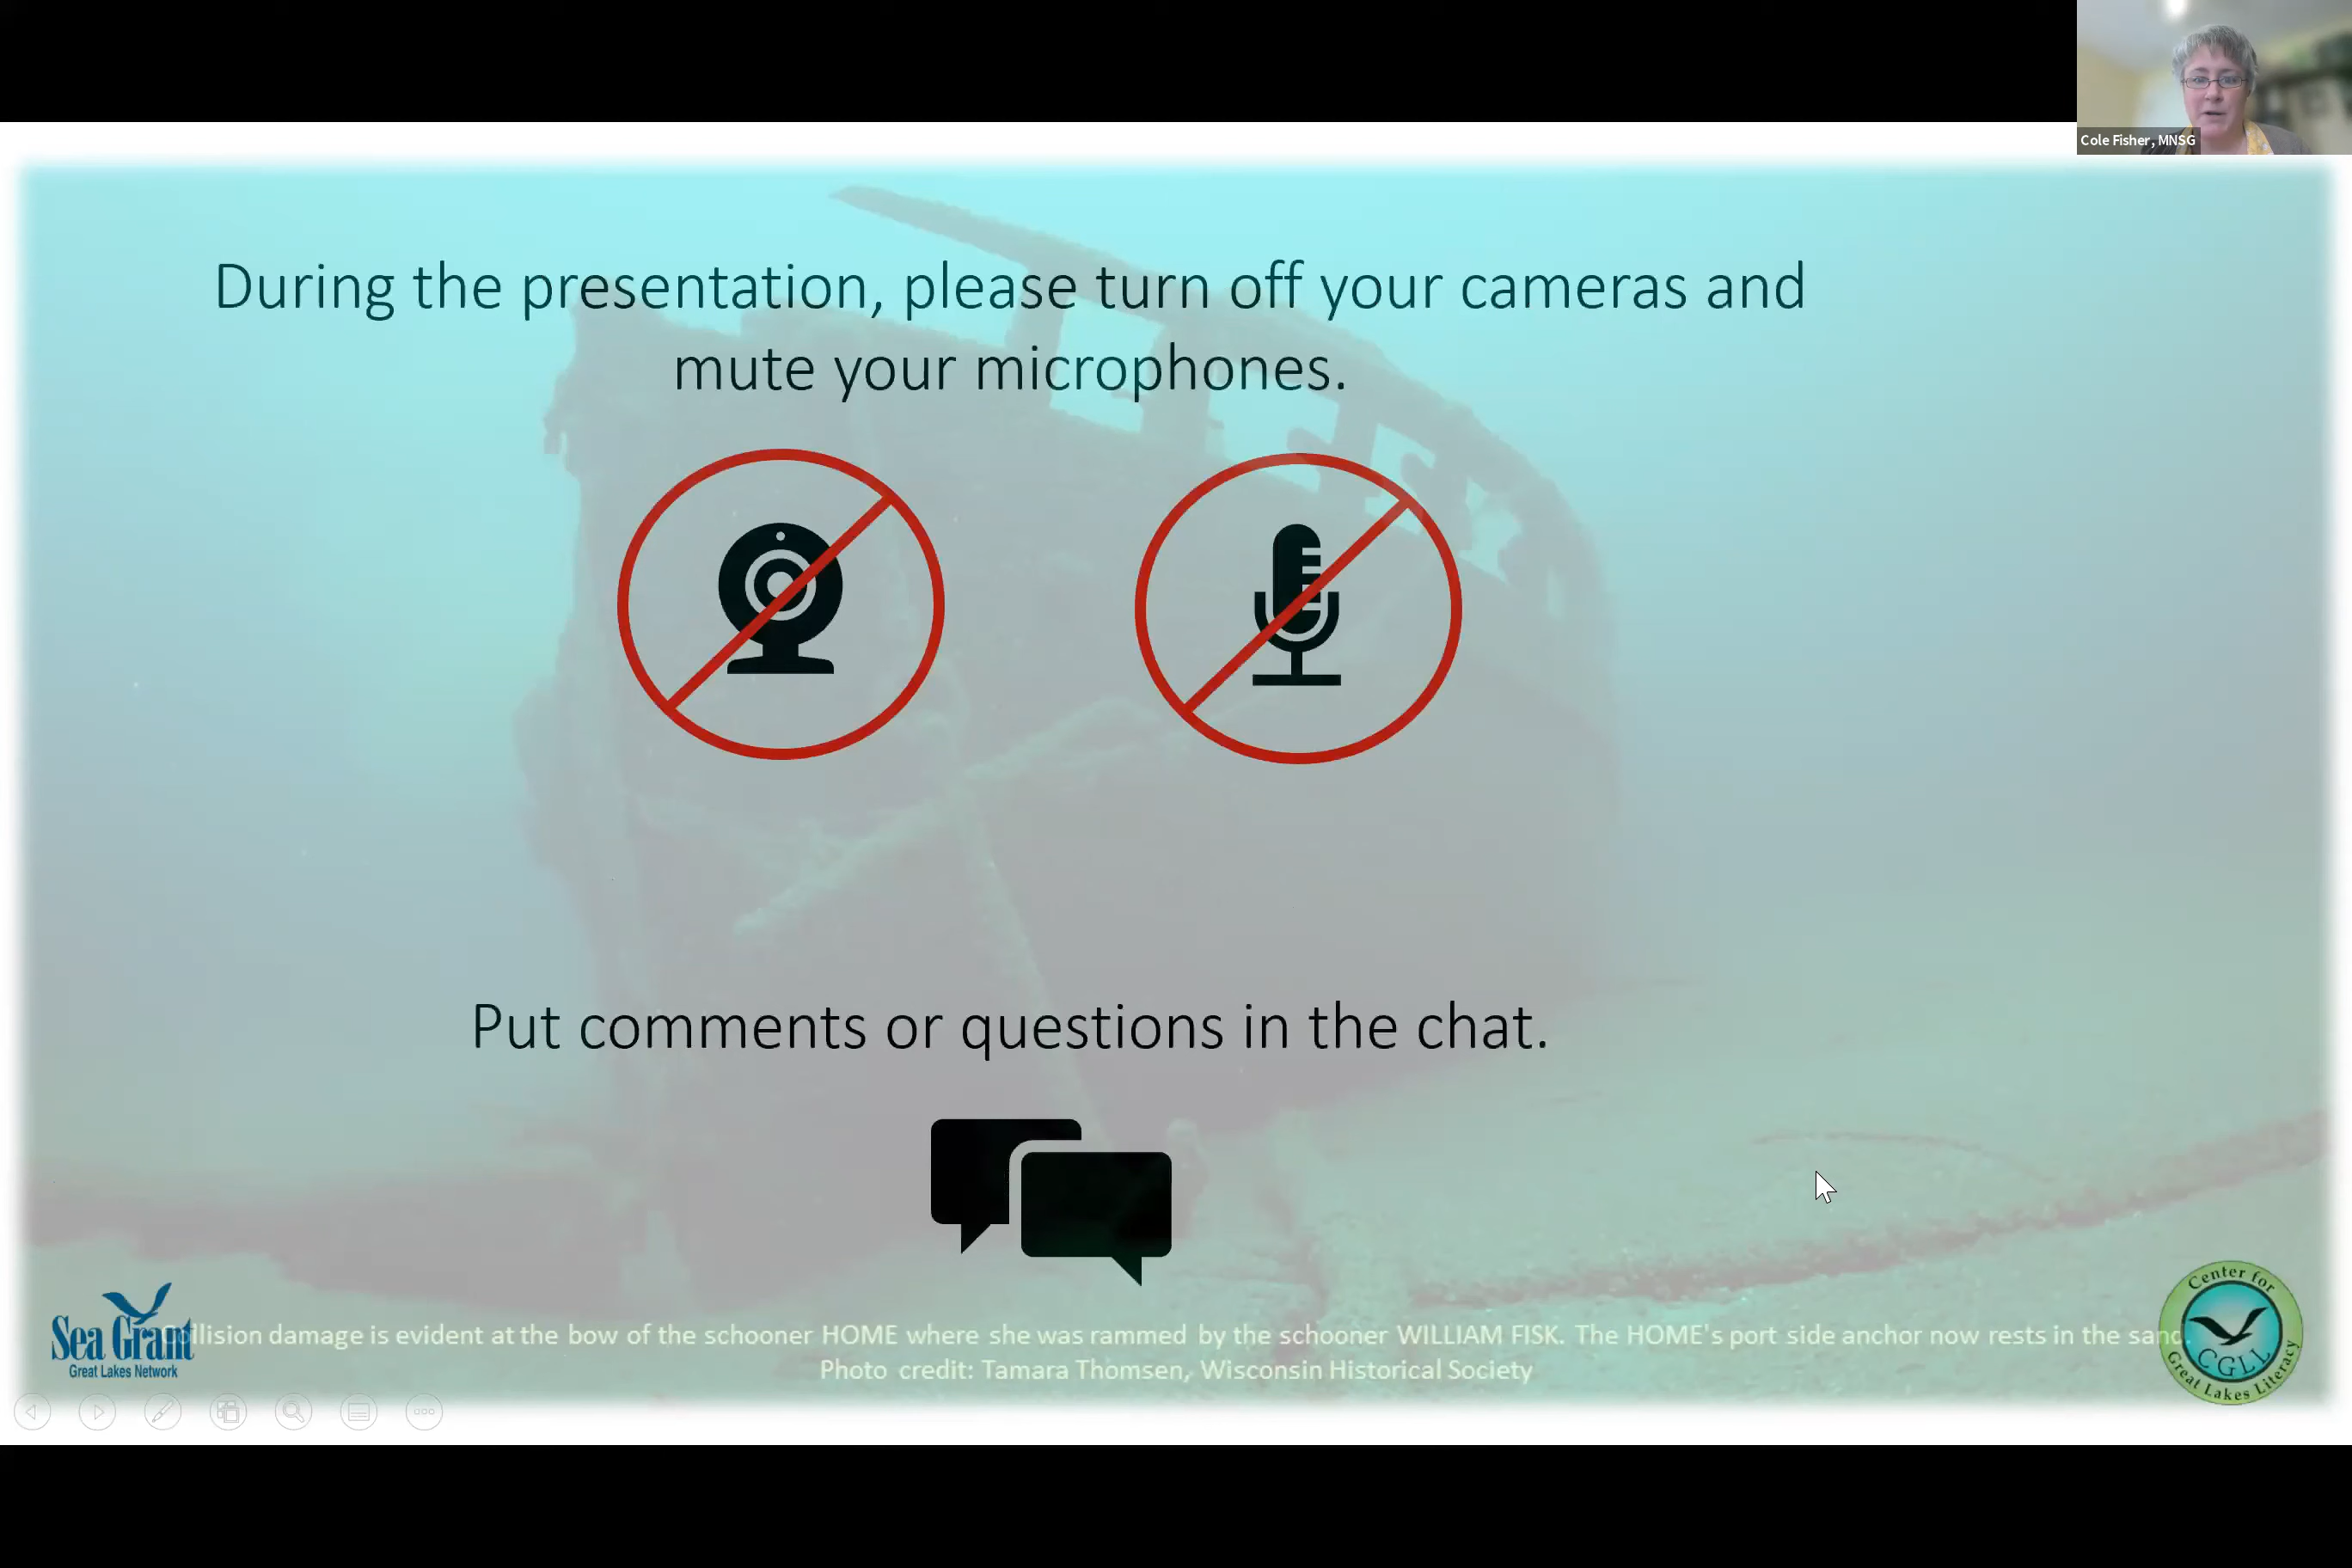 Cole Fisher, MNSG
During the presentation, please turn off your cameras and
mute your microphones.
Put comments or questions in the chat.
Sea Grant
Great Lakes Network
Collision damage is evident at the bow of the schooner HOME where she was rammed by the schooner WILLIAM FISK. The HOME's port side anchor now rests in the sand.
Photo credit: Tamara Thomsen, Wisconsin Historical Society
Center for
CGLL
Great Lakes Literacy